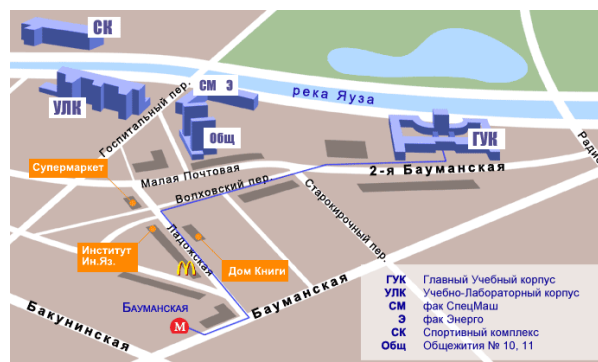 СК
УЛК
СМ Э
Общ
ГУК
река Яуза
Госпитальный пер.
Супермаркет
Малая Почтовая
2-я Бауманская
Волховский пер.
Старокирочный пер.
Радио
Ладожская
Институт
Ин.Яз.
Дом Книги
Бауманская
М
Бауманская
Бакунинская
ГУК Главный Учебный корпус
УЛК Учебно-Лабораторный корпус
СМ фак СпецМаш
Э фак Энерго
СК Спортивный комплекс
Общ Общежития № 10, 11